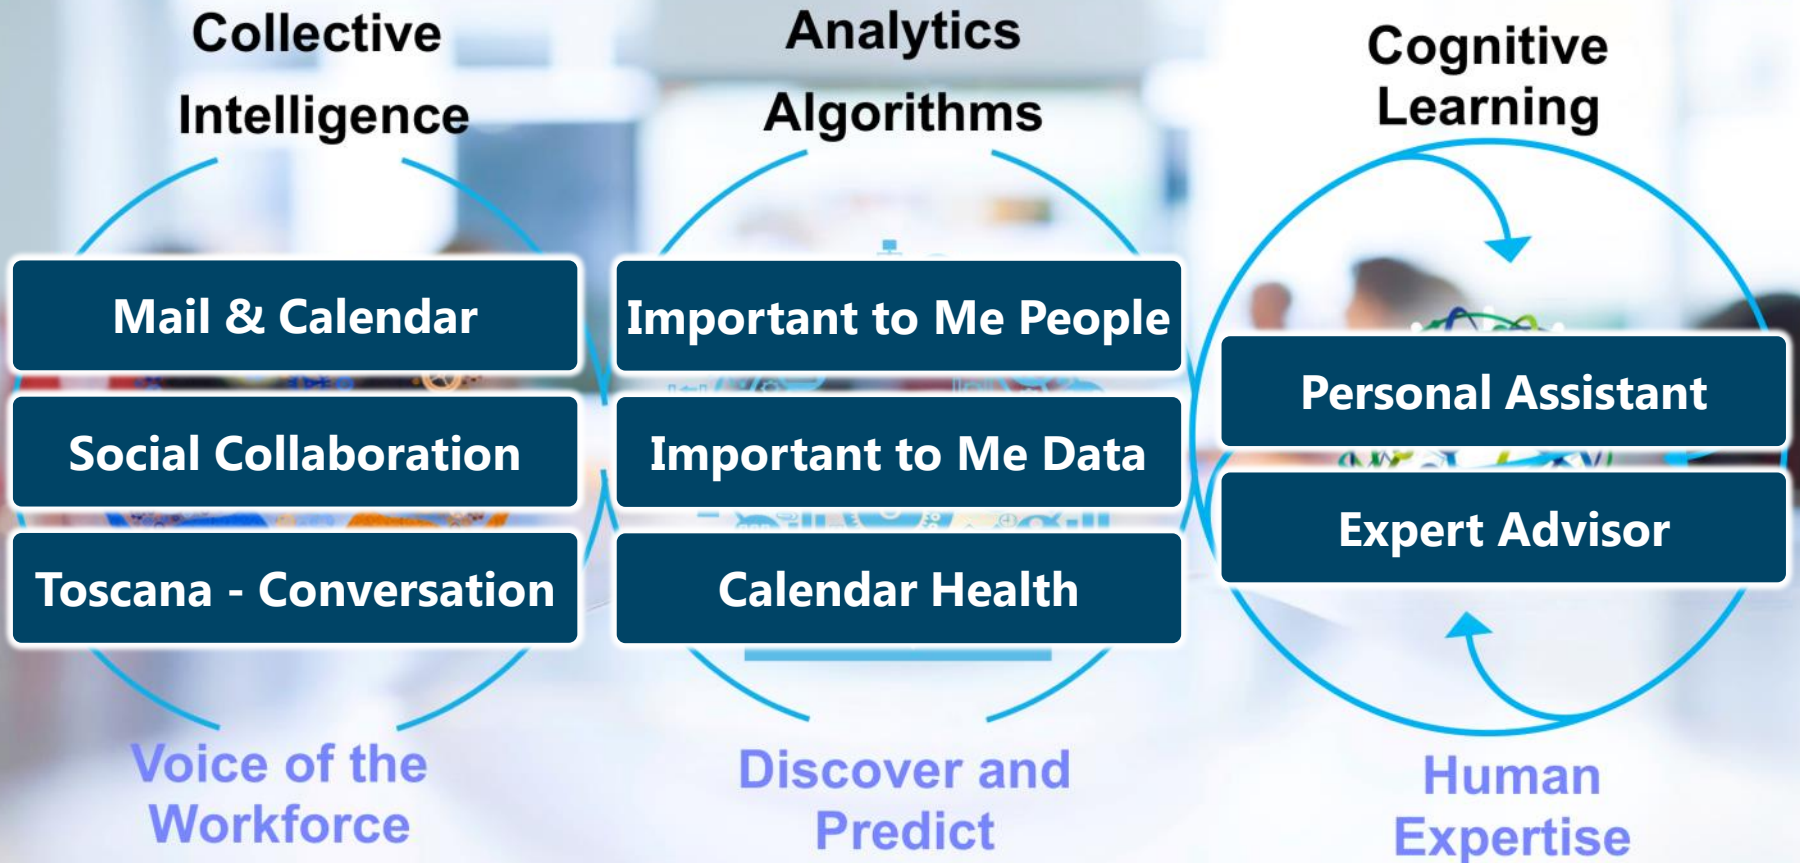 Collective
Intelligence
Mail & Calendar
Social Collaboration
Toscana - Conversation
Voice of the
Workforce
Analytics
Algorithms
Important to Me People
Important to Me Data
Calendar Health
Discover and
Predict
Cognitive
Learning
Personal Assistant
Expert Advisor
Human
Expertise